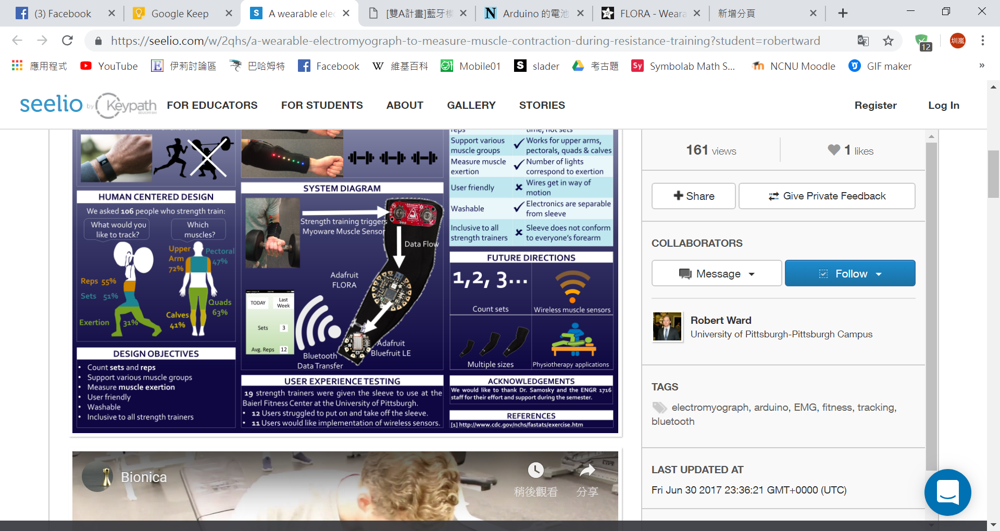 (3) Facebook
Google Keep
A wearable elec
[雙A計畫]藍牙模
Arduino 的電池
FLORA - Weara
新增分頁
https://seelio.com/w/2qhs/a-wearable-electromyograph-to-measure-muscle-contraction-during-resistance-training?student=robertward
12
圳嵐
應用程式
YouTube
伊莉討論區
巴哈姆特
Facebook
維基百科
Mobile01
slader
考古題
Symbolab Math S...
NCNU Moodle
GIF maker
»
seelio by Keypath EDUCATION
FOR EDUCATORS
FOR STUDENTS
ABOUT
GALLERY
STORIES
Register
Log In
HUMAN CENTERED DESIGN
We asked 106 people who strength train:
What would you
like to track?
Which
muscles?
Upper
Arm
72%
Pectoral
47%
Reps 55%
Sets 51%
Exertion 31%
Quads
63%
Calves
41%
DESIGN OBJECTIVES
• Count sets and reps
• Support various muscle groups
• Measure muscle exertion
• User friendly
• Washable
• Inclusive to all strength trainers
SYSTEM DIAGRAM
Strength training triggers
Myoware Muscle Sensor
Data Flow
Adafruit
FLORA
TODAY
Last
Week
Sets 3
Avg. Reps 12
Bluetooth
Data Transfer
Adafruit
Bluefruit LE
USER EXPERIENCE TESTING
19 strength trainers were given the sleeve to use at the
Baierl Fitness Center at the University of Pittsburgh.
• 12 Users struggled to put on and take off the sleeve.
• 11 Users would like implementation of wireless sensors.
reps
time, not sets
Support various
muscle groups
Works for upper arms,
pectorals, quads & calves
Measure muscle
exertion
Number of lights
correspond to exertion
User friendly
Wires get in way of
motion
Washable
Electronics are separable
from sleeve
Inclusive to all
strength trainers
Sleeve does not conform
to everyone's forearm
FUTURE DIRECTIONS
1,2, 3...
Count sets
Wireless muscle sensors
Multiple sizes
Physiotherapy applications
ACKNOWLEDGEMENTS
We would like to thank Dr. Samosky and the ENGR 1716
staff for their effort and support during the semester.
REFERENCES
[1] http://www.cdc.gov/nchs/fastats/exercise.htm
Bionica
稍後觀看
分享
161 views
1 likes
Share
Give Private Feedback
COLLABORATORS
Message
Follow
Robert Ward
University of Pittsburgh-Pittsburgh Campus
TAGS
electromyograph, arduino, EMG, fitness, tracking,
bluetooth
LAST UPDATED AT
Fri Jun 30 2017 23:36:21 GMT+0000 (UTC)